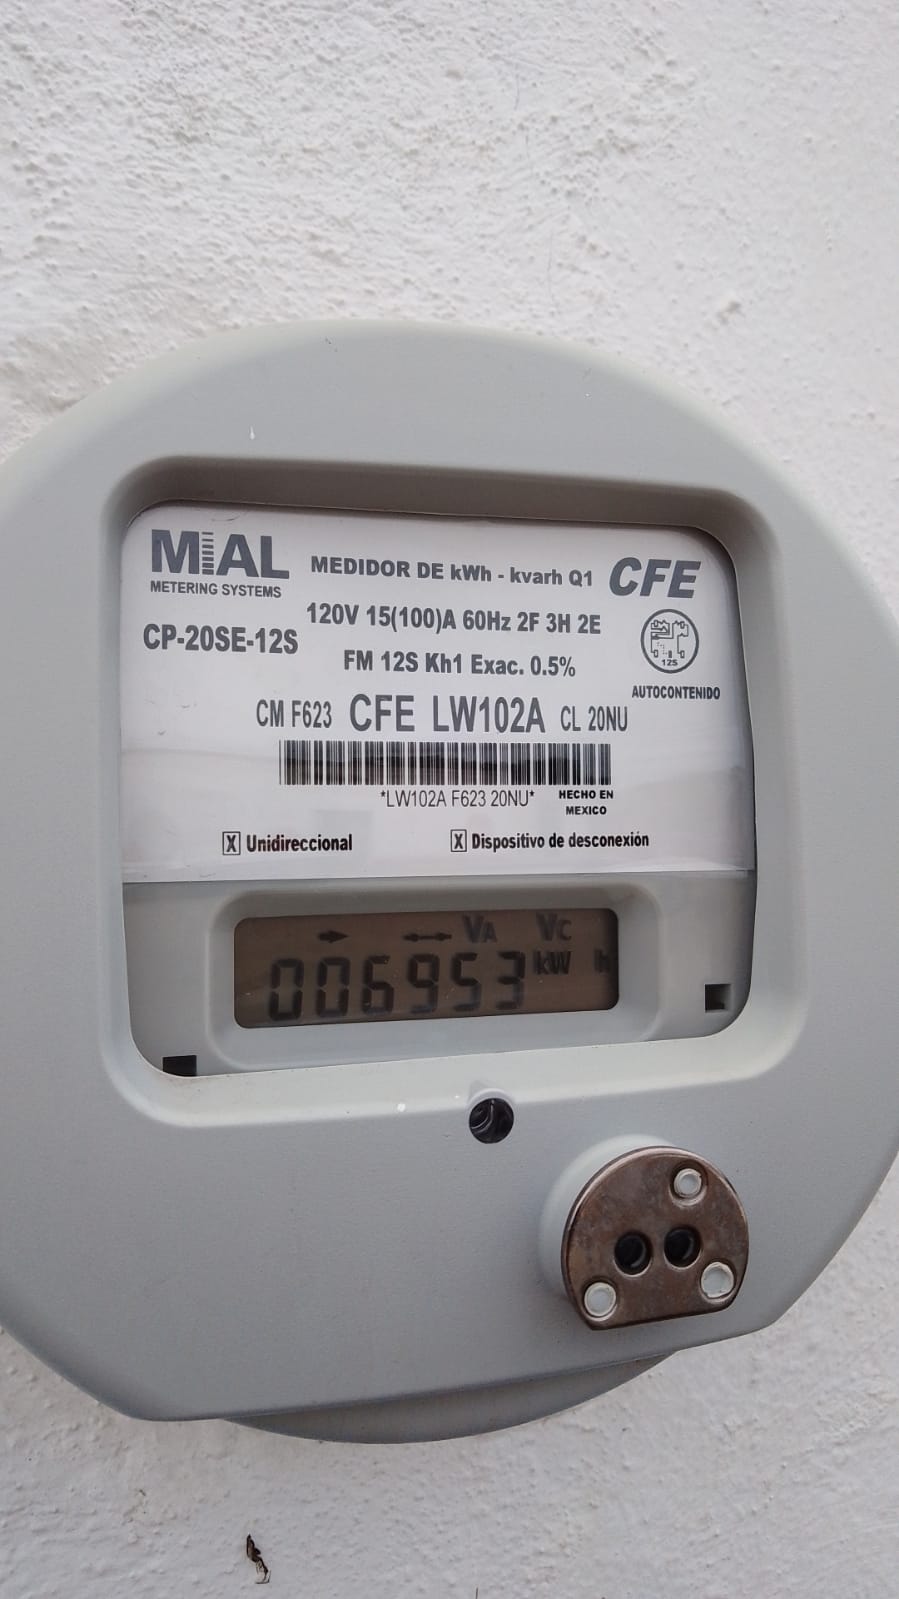 MIAL
METERING SYSTEMS
MEDIDOR DE kWh - kvarh Q1
CFE
CP-20SE-12S
120V 15(100)A 60Hz 2F 3H 2E
FM 12S Kh1 Exac. 0.5%
12S
AUTOCONTENIDO
CM F623 CFE LW102A CL 20NU
*LW102A F623 20NU*
HECHO EN
MEXICO
X Unidireccional
X Dispositivo de desconexión
VA VC
006953 kW h